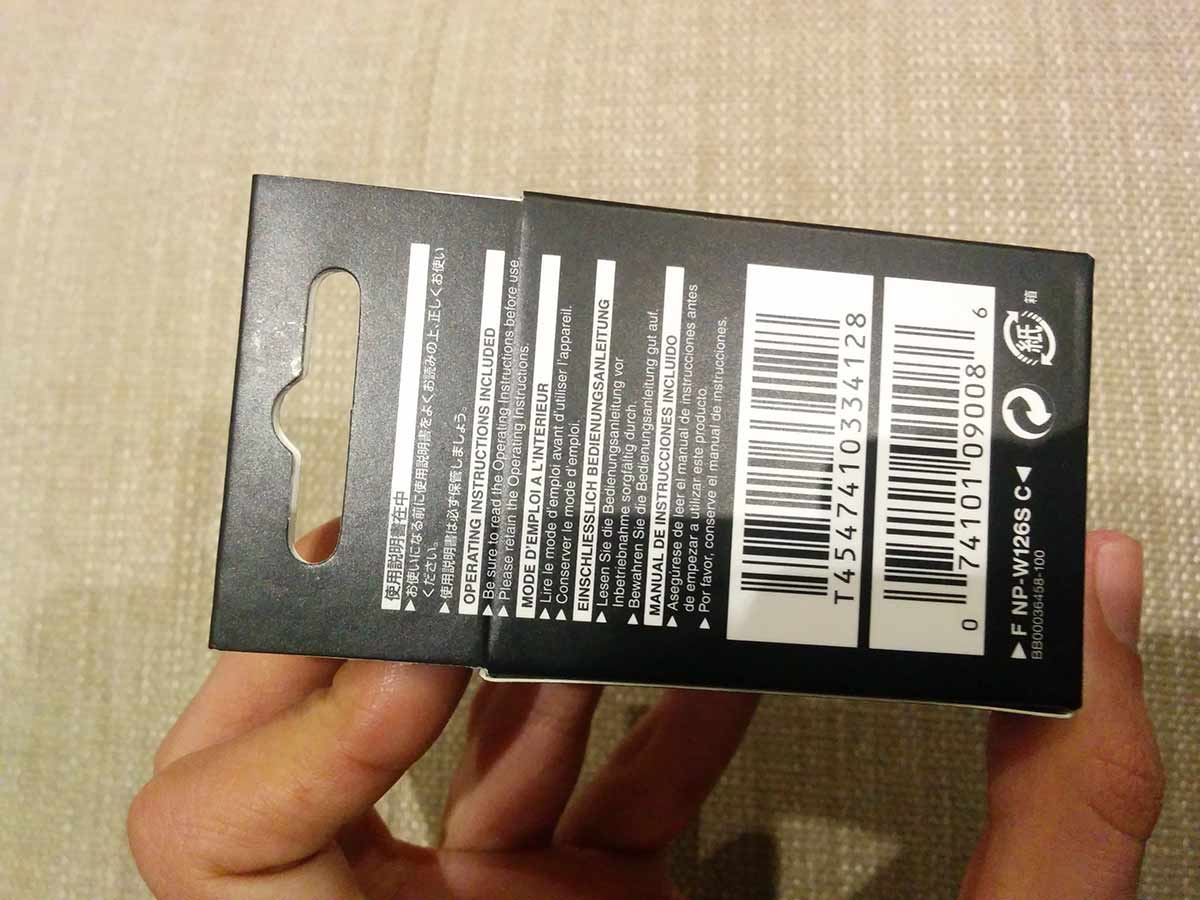 使用説明書在中
▶お使いになる前に使用説明書をよくお読みの上、正しくお使い
ください。
▶使用説明書は必ず保管しましょう。
OPERATING INSTRUCTIONS INCLUDED
▶Be sure to read the Operating Instructions before use.
▶Please retain the Operating Instructions.
MODE D'EMPLOI A L'INTERIEUR
▶Lire le mode d'emploi avant d'utiliser l'appareil.
▶Conserver le mode d'emploi.
EINSCHLIESSLICH BEDIENUNGSANLEITUNG
▶Lesen Sie die Bedienungsanleitung vor
Inbetriebnahme sorgfältig durch.
▶Bewahren Sie die Bedienungsanleitung gut auf.
MANUAL DE INSTRUCCIONES INCLUIDO
▶Asegúrese de leer el manual de instrucciones antes
de empezar a utilizar este producto.
▶Por favor, conserve el manual de instrucciones.
T4547410334128
0 74101 09008 6
▶F NP-W126S C◀
BB00036458-100
紙
箱